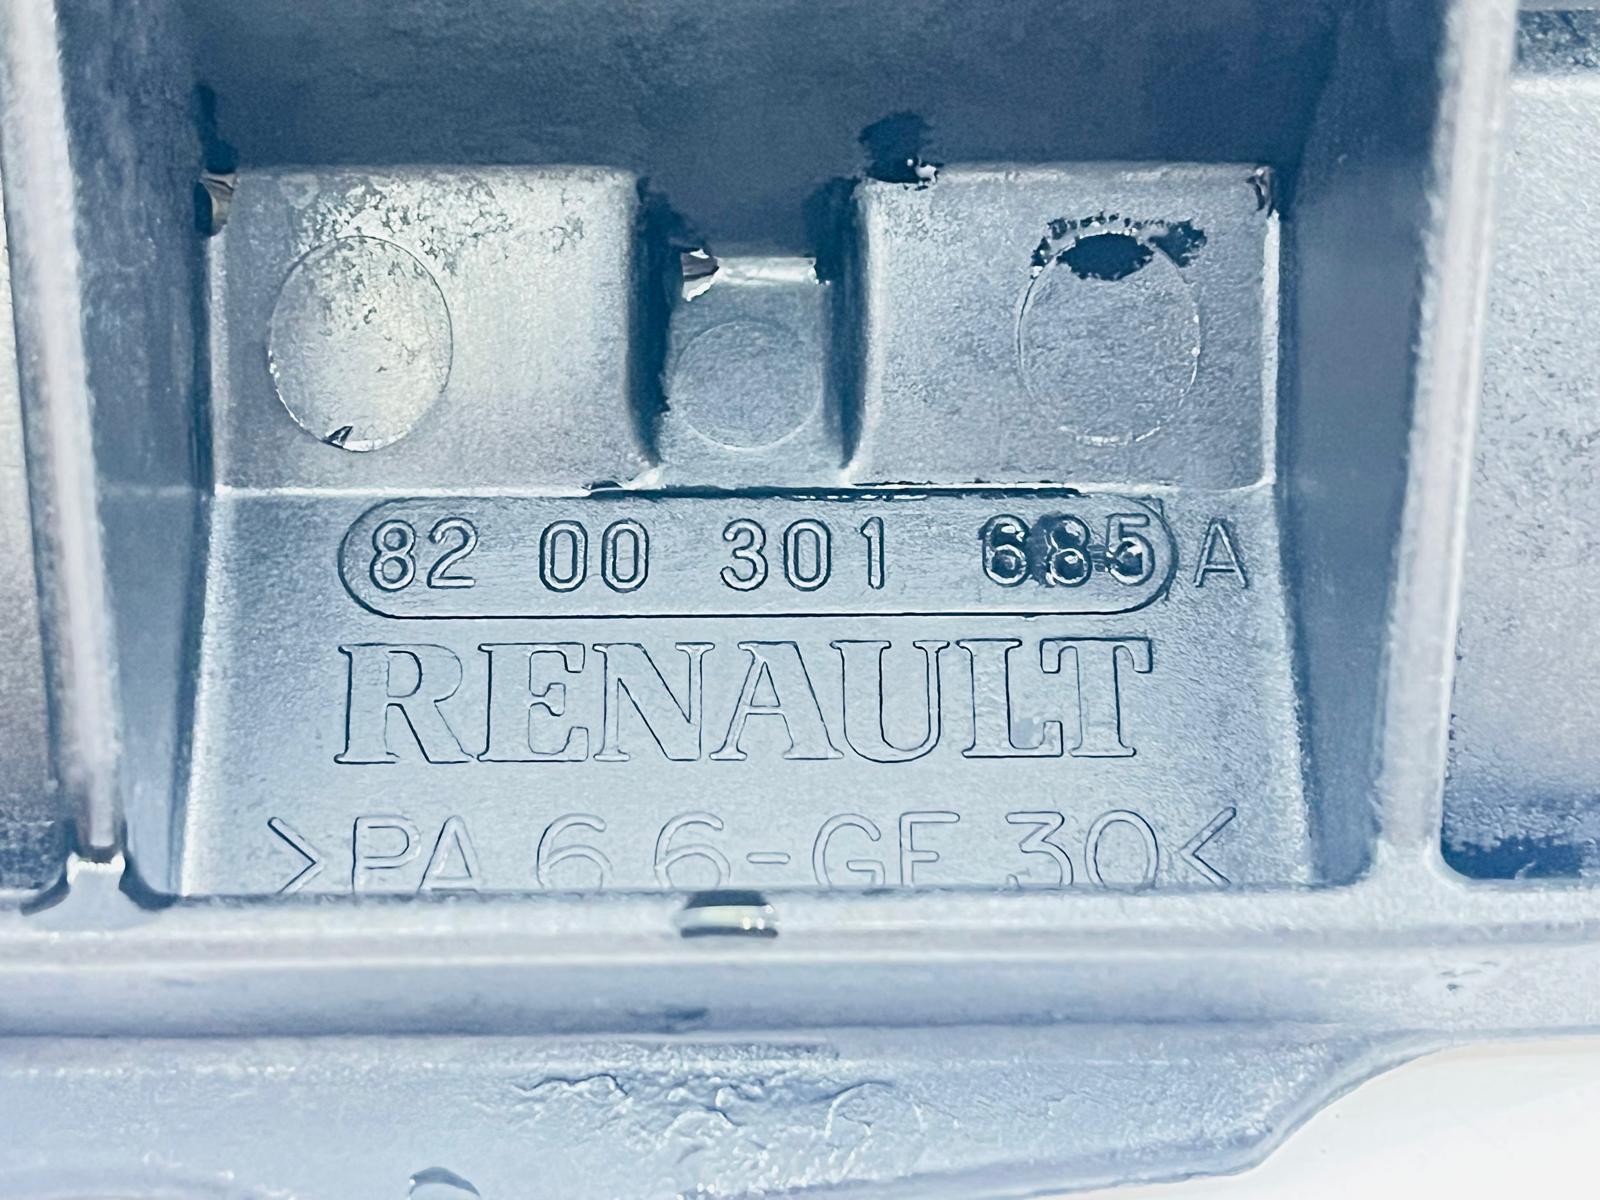 82 00 301 685 A
RENAULT
>PA 6 6-GF 30<